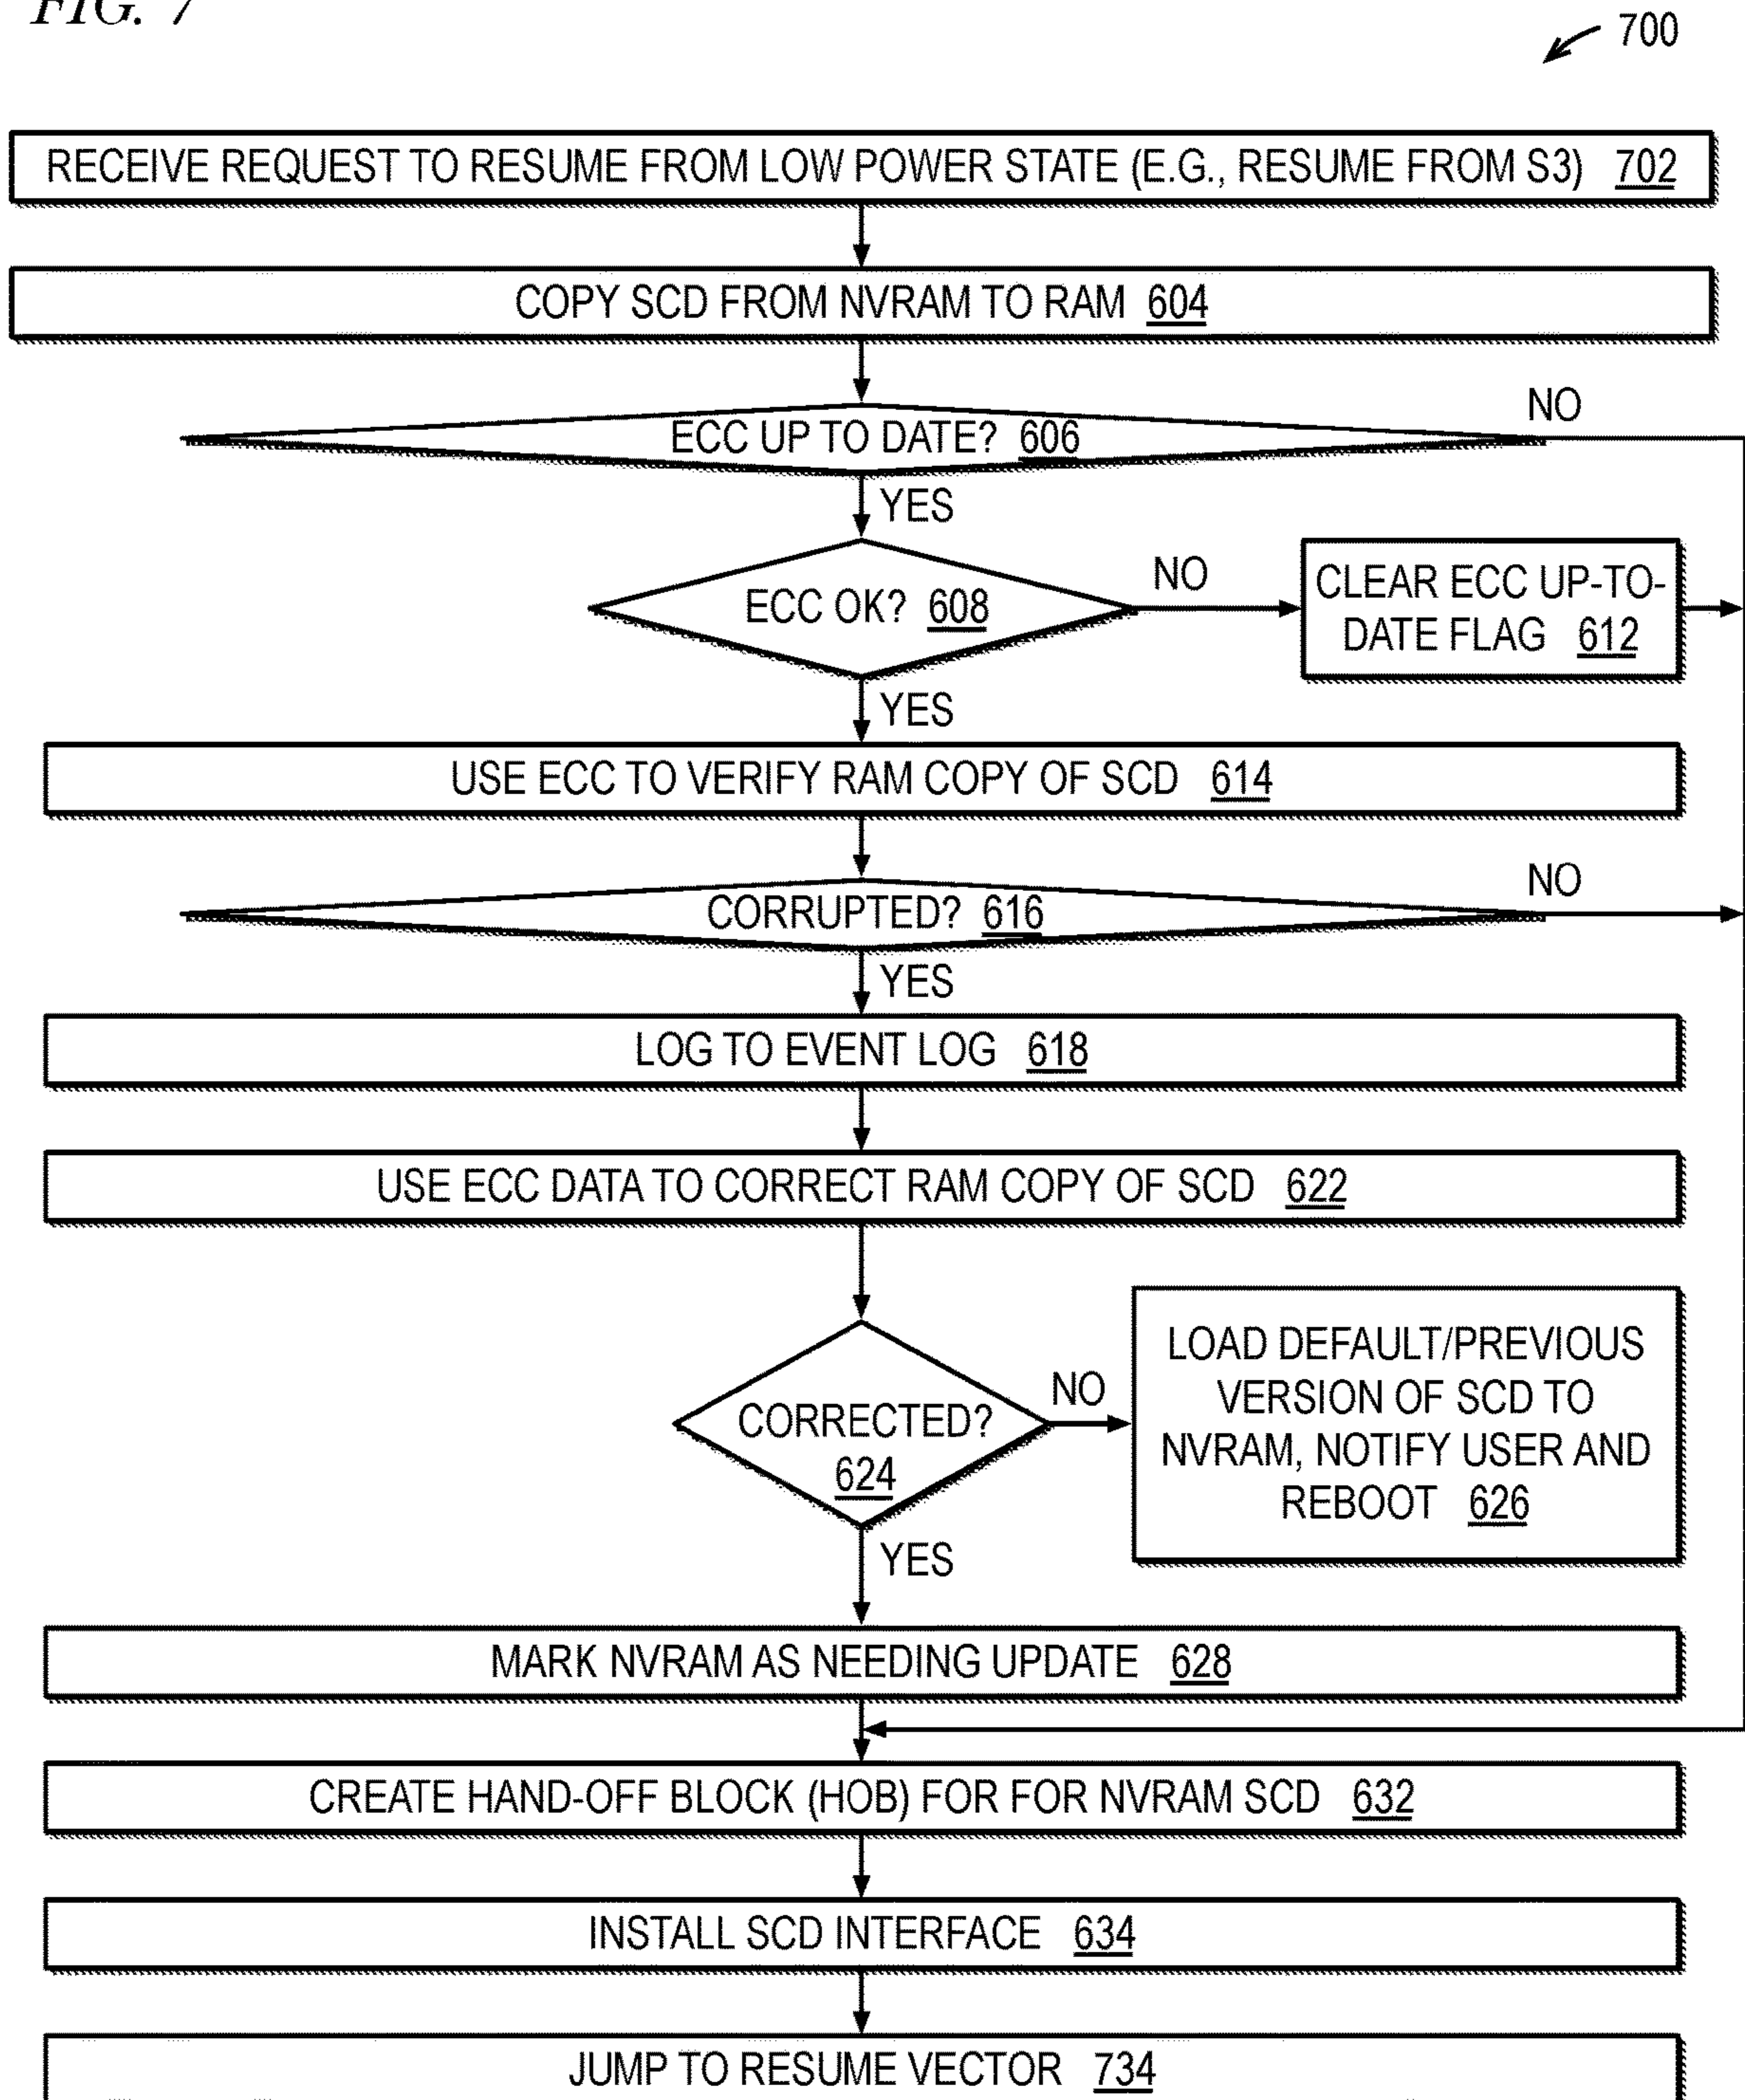 FIG. 7
700
RECEIVE REQUEST TO RESUME FROM LOW POWER STATE (E.G., RESUME FROM S3) 702
COPY SCD FROM NVRAM TO RAM 604
ECC UP TO DATE? 606
NO
YES
ECC OK? 608
NO
CLEAR ECC UP-TO-
DATE FLAG 612
YES
USE ECC TO VERIFY RAM COPY OF SCD 614
CORRUPTED? 616
NO
YES
LOG TO EVENT LOG 618
USE ECC DATA TO CORRECT RAM COPY OF SCD 622
CORRECTED?
624
NO
LOAD DEFAULT/PREVIOUS
VERSION OF SCD TO
NVRAM, NOTIFY USER AND
REBOOT 626
YES
MARK NVRAM AS NEEDING UPDATE 628
CREATE HAND-OFF BLOCK (HOB) FOR FOR NVRAM SCD 632
INSTALL SCD INTERFACE 634
JUMP TO RESUME VECTOR 734